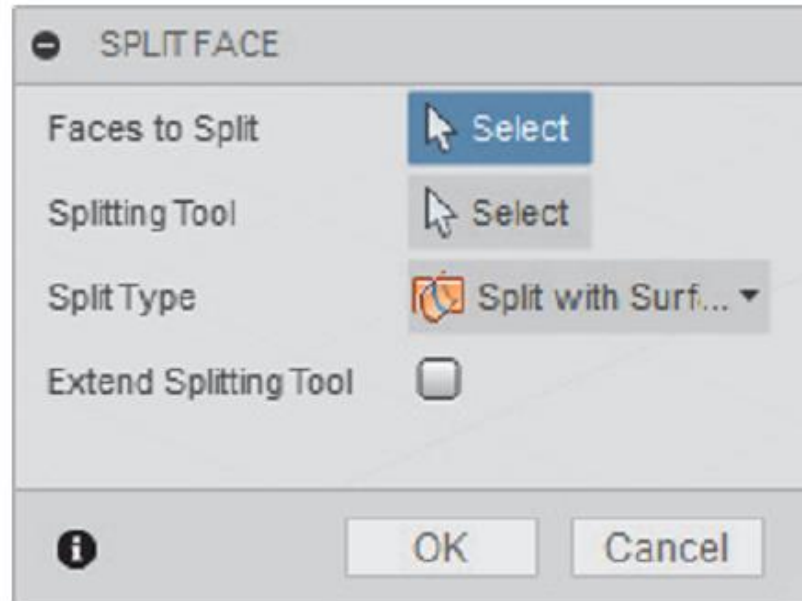 SPLIT FACE
Faces to Split Select
Splitting Tool Select
Split Type Split with Surf...
Extend Splitting Tool
OK Cancel